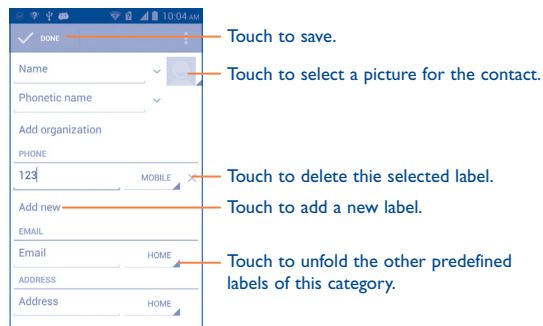 10:04 AM
DONE
Touch to save.
Name
Touch to select a picture for the contact.
Phonetic name
Add organization
PHONE
123
MOBILE
Touch to delete thie selected label.
Add new
Touch to add a new label.
EMAIL
Email
HOME
Touch to unfold the other predefined
labels of this category.
ADDRESS
Address
HOME